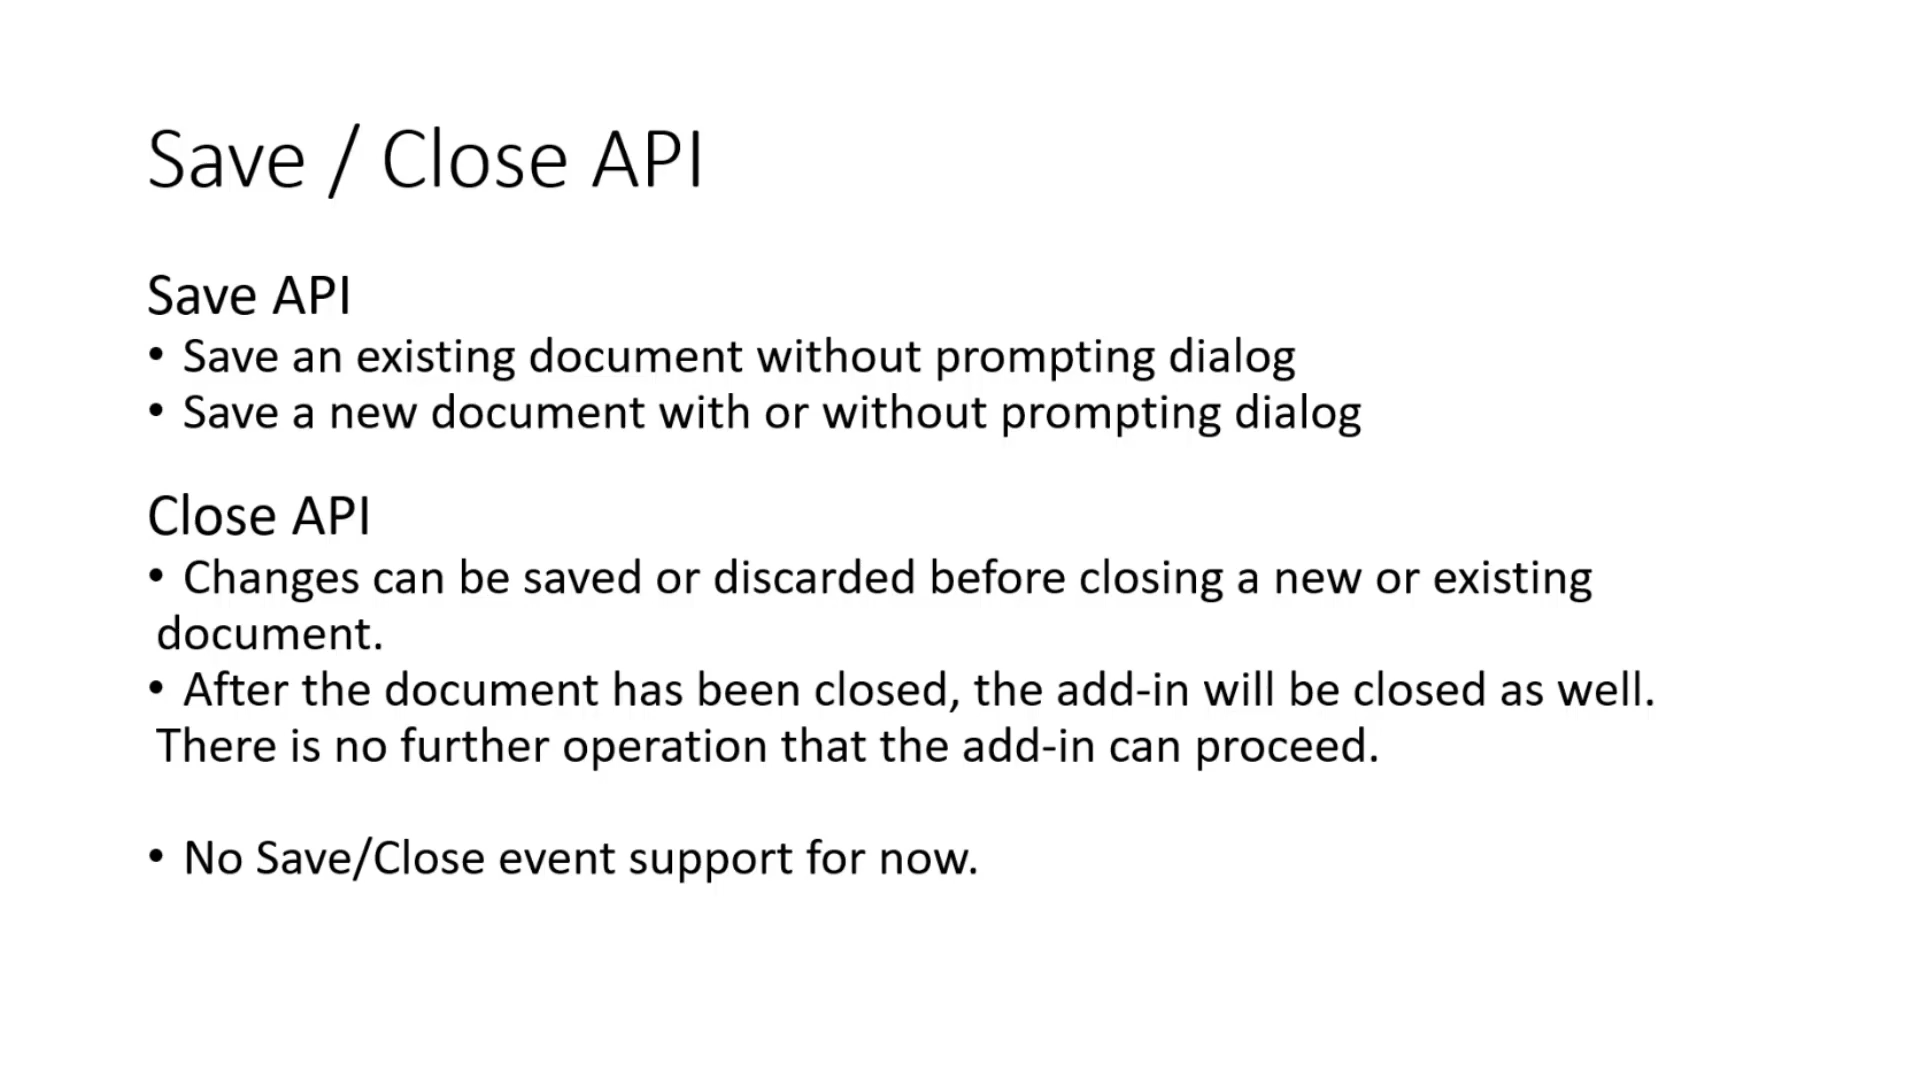 Save / Close API
Save API
• Save an existing document without prompting dialog
• Save a new document with or without prompting dialog
Close API
• Changes can be saved or discarded before closing a new or existing
document.
• After the document has been closed, the add-in will be closed as well.
There is no further operation that the add-in can proceed.
• No Save/Close event support for now.